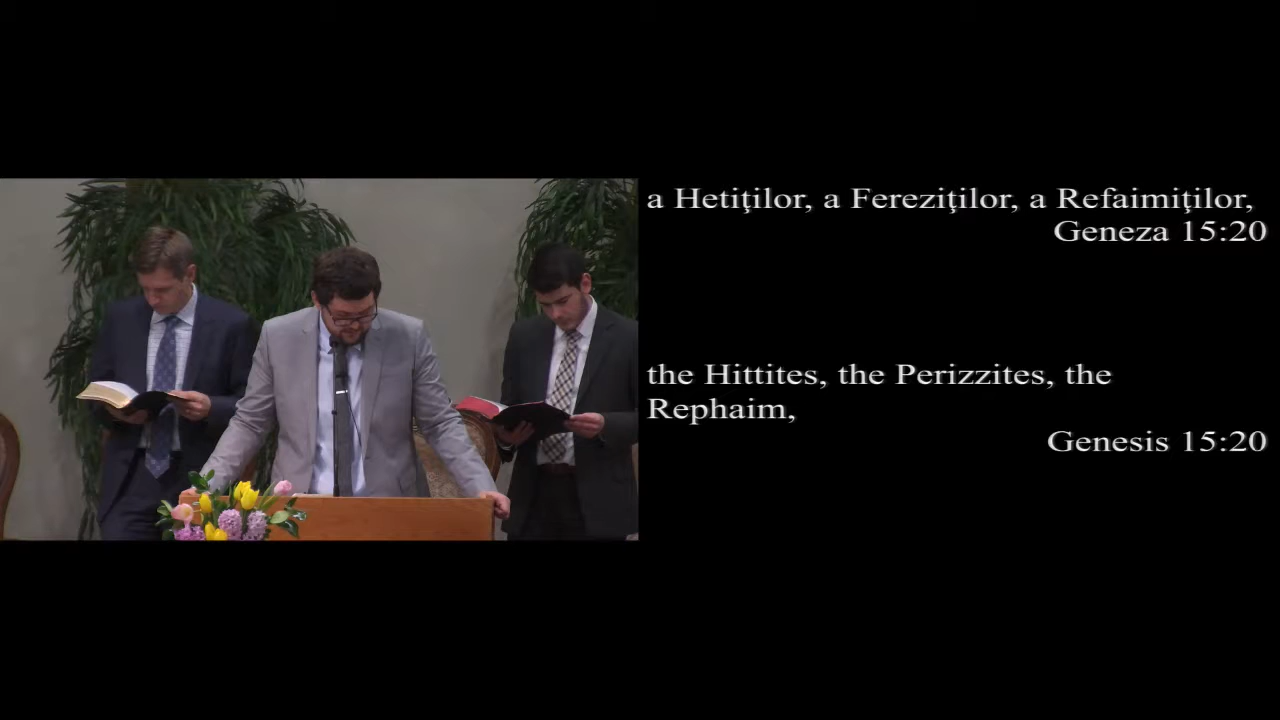 a Hetiţilor, a Fereziţilor, a Refaimiţilor,
Geneza 15:20
the Hittites, the Perizzites, the
Rephaim,
Genesis 15:20